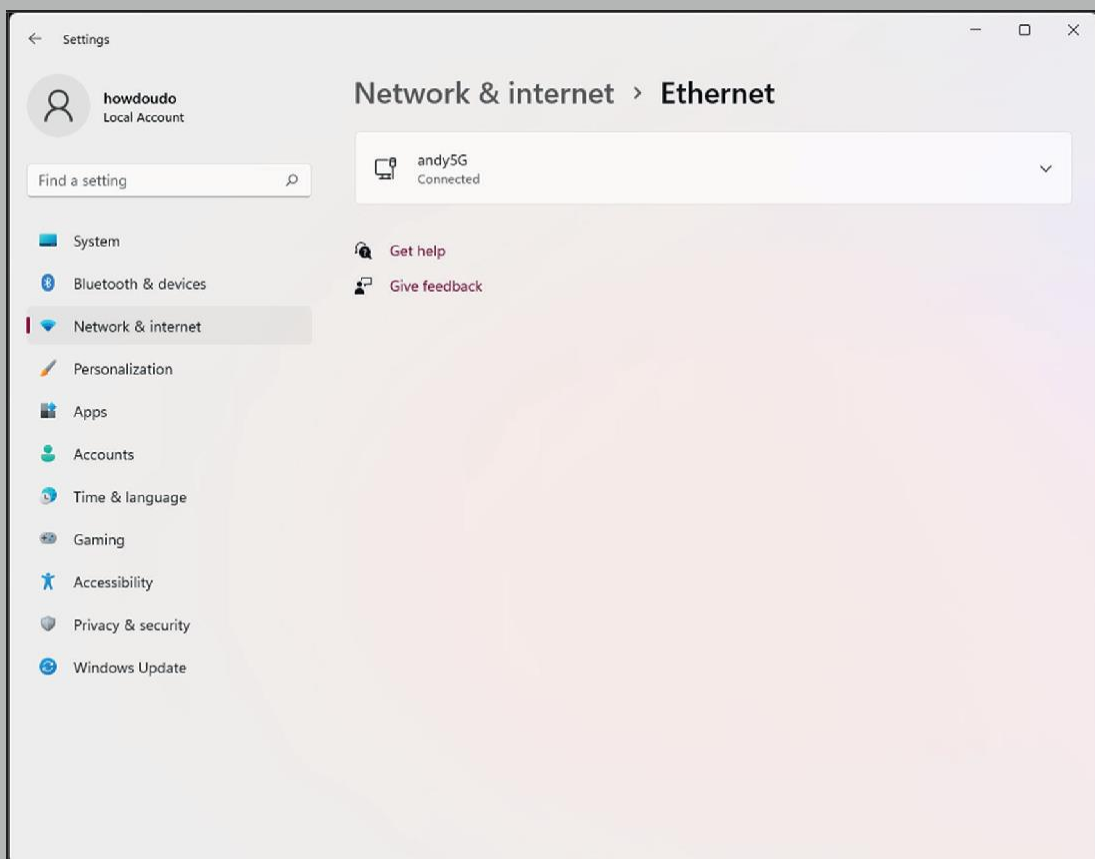 Settings
howdoudo
Local Account
Find a setting
System
Bluetooth & devices
Network & internet
Personalization
Apps
Accounts
Time & language
Gaming
Accessibility
Privacy & security
Windows Update
Network & internet › Ethernet
andy5G
Connected
Get help
Give feedback